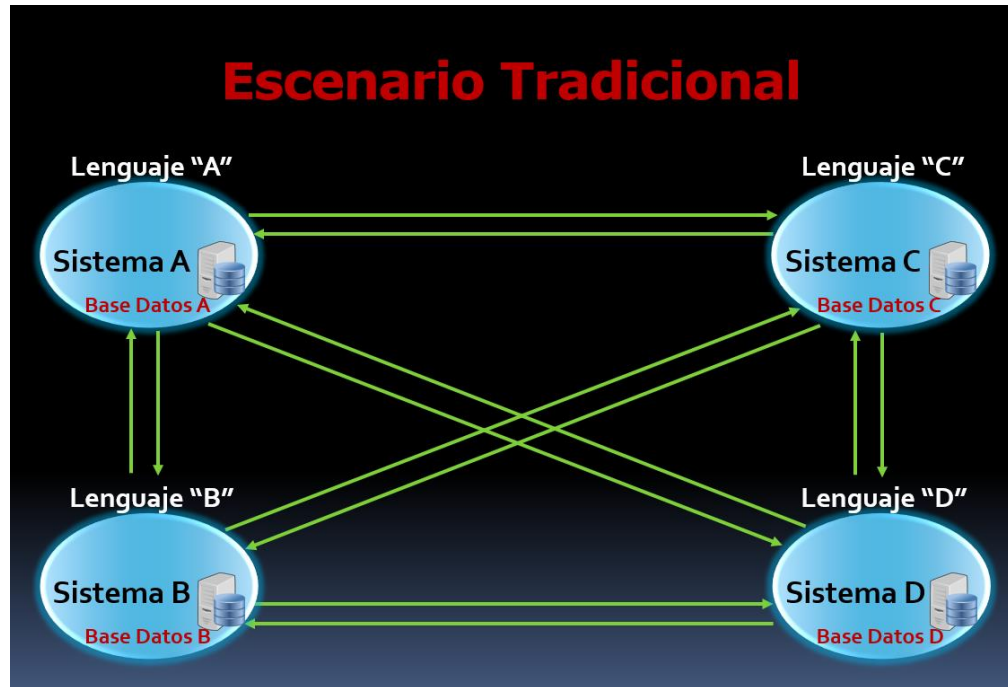 Escenario Tradicional
Lenguaje “A”
Lenguaje “C”
Sistema A
Sistema C
Base Datos A
Base Datos C
Lenguaje “B”
Lenguaje “D”
Sistema B
Sistema D
Base Datos B
Base Datos D